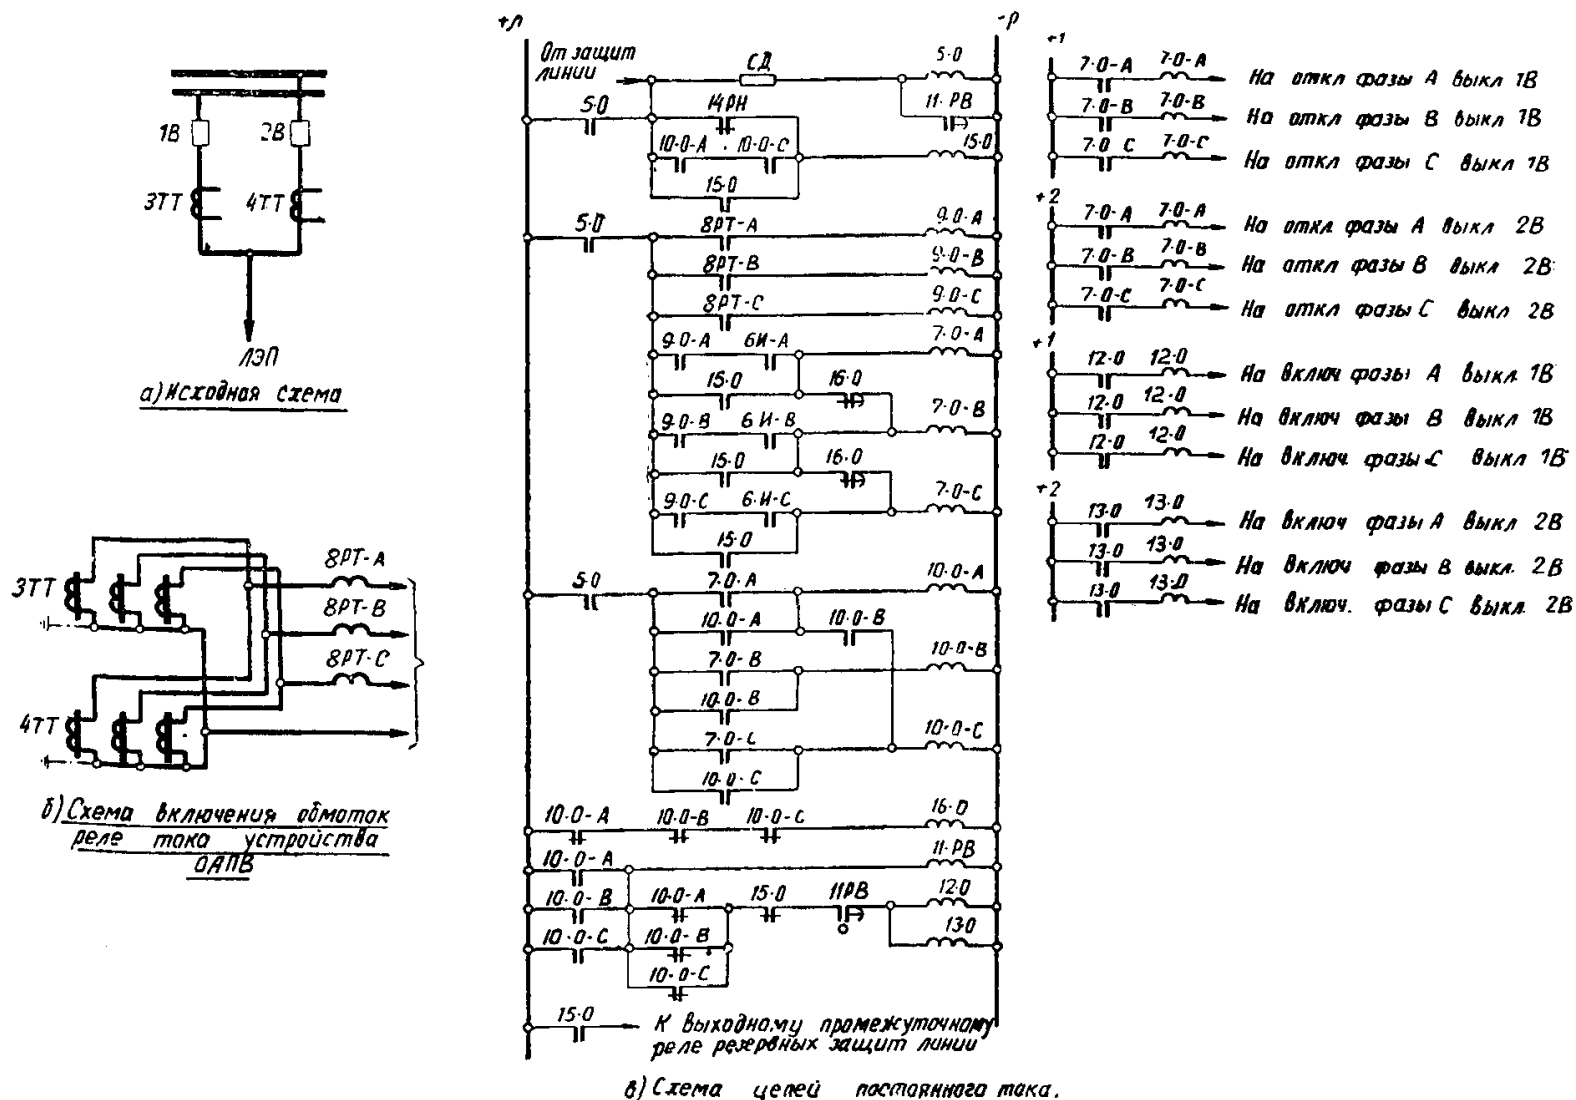 1В
2В
3ТТ
4ТТ
ЛЭП
а) Исходная схема
3ТТ
8РТ-А
8РТ-В
8РТ-С
4ТТ
б) Схема включения обмоток
реле тока устройства
ОАПВ
+Р
-Р
От защит
линии
СД
5·0
5·0
14РН
11·РВ
10·0-А
10·0-С
15·0
15·0
5·0
8РТ-А
9·0-А
8РТ-В
9·0-В
8РТ-С
9·0-С
9·0-А
6И-А
7·0-А
15·0
16·0
9·0-В
6·И-В
7·0-В
15·0
16·0
9·0-С
6·И-С
7·0-С
15·0
5·0
7·0-А
10·0-А
10·0-А
10·0-В
7·0-В
10·0-В
10·0-В
7·0-С
10·0-С
10·0-С
10·0-А
10·0-В
10·0-С
16·0
10·0-А
11·РВ
10·0-В
10·0-А
15·0
11РВ
12·0
10·0-С
10·0-В
13·0
10·0-С
15·0
К выходному промежуточному
реле резервных защит линии
в) Схема цепей постоянного тока.
+1
7·0-А 7·0-А На откл фазы А выкл 1В
7·0-В 7·0-В На откл фазы В выкл 1В
7·0 С 7·0-С На откл фазы С выкл 1В
+2
7·0-А 7·0-А На откл фазы А выкл 2В
7·0-В 7·0-В На откл фазы В выкл 2В
7·0-С 7·0-С На откл фазы С выкл 2В
+1
12·0 12·0 На включ фазы А выкл 1В
12·0 12·0 На включ фазы В выкл 1В
12·0 12·0 На включ. фазы С выкл 1В
+2
13·0 13·0 На включ фазы А выкл 2В
13·0 13·0 На включ фазы В выкл. 2В
13·0 13·0 На включ. фазы С выкл. 2В